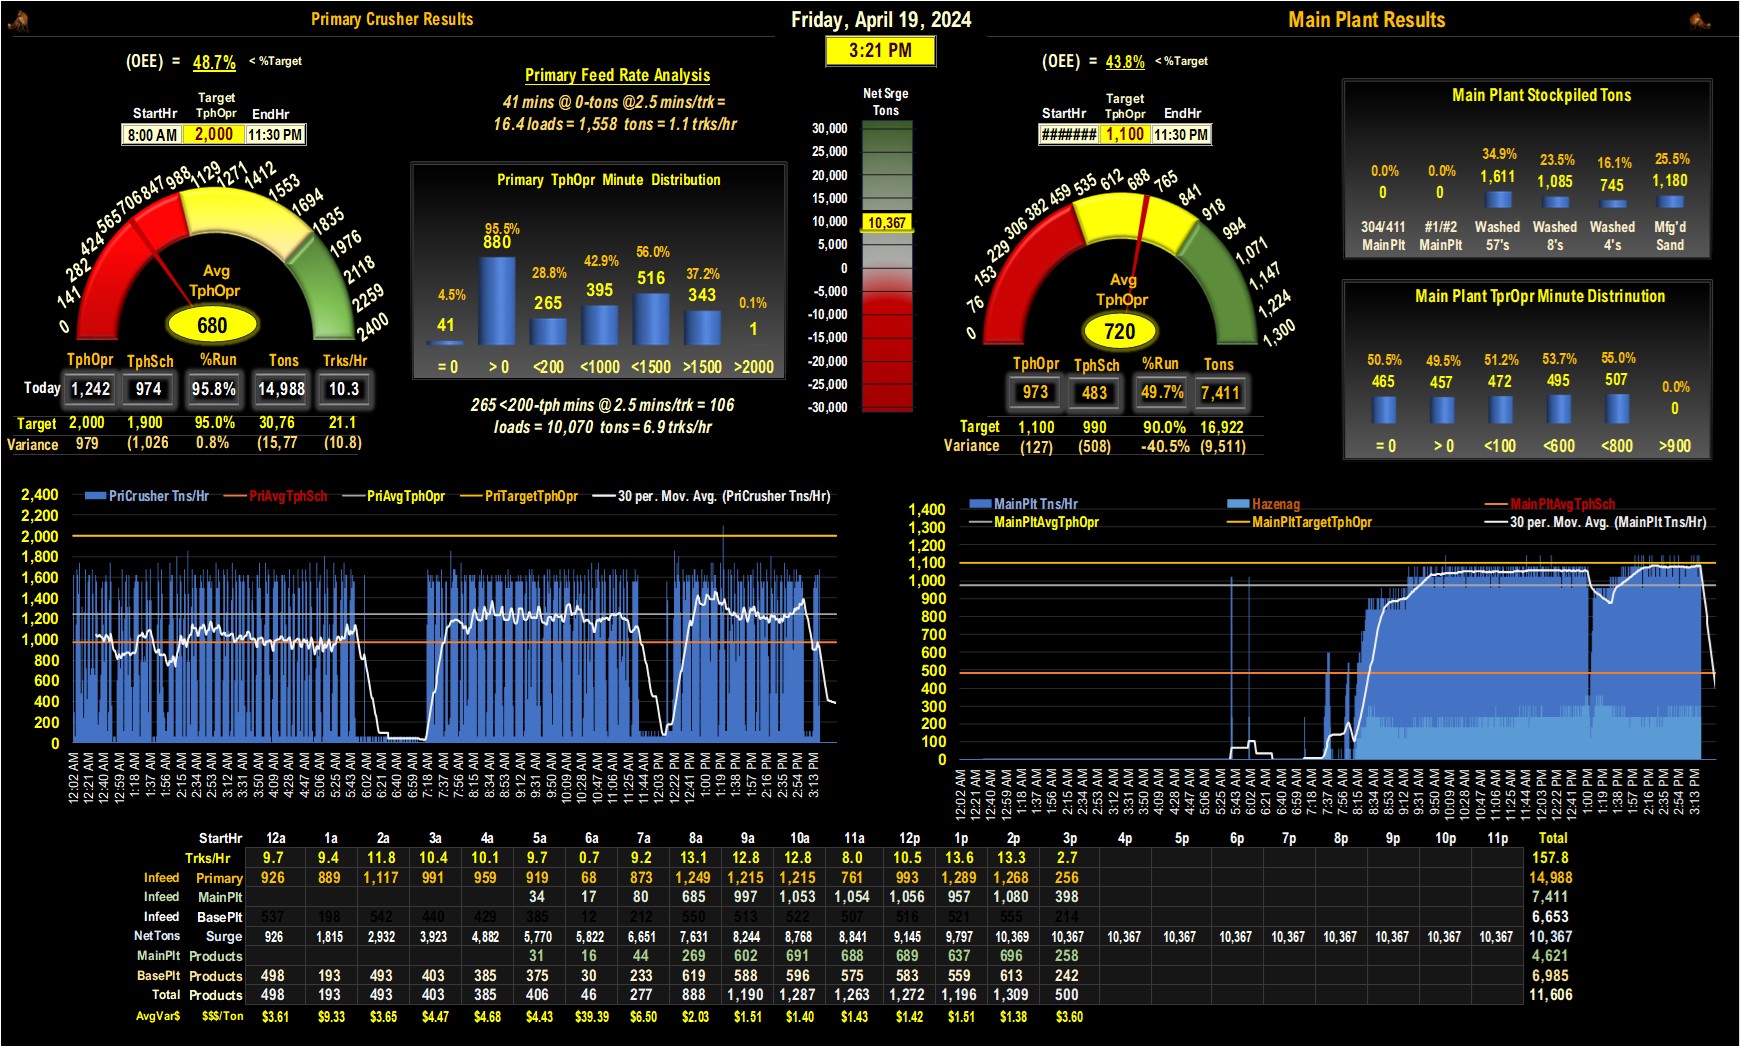 Primary Crusher Results
Friday, April 19, 2024
Main Plant Results
3:21 PM
(OEE) = 48.7% < %Target
Target
StartHr TphOpr EndHr
8:00 AM 2,000 11:30 PM
0 141 282 424 565 706 847 988 1129 1271 1412 1553 1694 1835 1976 2118 2259 2400
Avg
TphOpr
680
TphOpr TphSch %Run Tons Trks/Hr
Today 1,242 974 95.8% 14,988 10.3
Target 2,000 1,900 95.0% 30,76 21.1
Variance 979 (1,026 0.8% (15,77 (10.8)
Primary Feed Rate Analysis
41 mins @ 0-tons @2.5 mins/trk =
16.4 loads = 1,558 tons = 1.1 trks/hr
Primary TphOpr Minute Distribution
4.5% 95.5% 28.8% 42.9% 56.0% 37.2% 0.1%
41 880 265 395 516 343 1
= 0 > 0 <200 <1000 <1500 >1500 >2000
265 <200-tph mins @ 2.5 mins/trk = 106
loads = 10,070 tons = 6.9 trks/hr
Net Srge
Tons
30,000
25,000
20,000
15,000
10,000
10,367
5,000
0
-5,000
-10,000
-15,000
-20,000
-25,000
-30,000
(OEE) = 43.8% < %Target
Target
StartHr TphOpr EndHr
####### 1,100 11:30 PM
0 76 153 229 306 382 459 535 612 688 765 841 918 994 1,071 1,147 1,224 1,300
Avg
TphOpr
720
TphOpr TphSch %Run Tons
973 483 49.7% 7,411
Target 1,100 990 90.0% 16,922
Variance (127) (508) -40.5% (9,511)
Main Plant Stockpiled Tons
0.0% 0.0% 34.9% 23.5% 16.1% 25.5%
0 0 1,611 1,085 745 1,180
304/411 #1/#2 Washed Washed Washed Mfg'd
MainPlt MainPlt 57's 8's 4's Sand
Main Plant TprOpr Minute Distrinution
50.5% 49.5% 51.2% 53.7% 55.0% 0.0%
465 457 472 495 507 0
= 0 > 0 <100 <600 <800 >900
PriCrusher Tns/Hr PriAvgTphSch PriAvgTphOpr PriTargetTphOpr 30 per. Mov. Avg. (PriCrusher Tns/Hr)
2,400
2,200
2,000
1,800
1,600
1,400
1,200
1,000
800
600
400
200
0
12:02 AM 12:21 AM 12:40 AM 12:59 AM 1:18 AM 1:37 AM 1:56 AM 2:15 AM 2:34 AM 2:53 AM 3:12 AM 3:31 AM 3:50 AM 4:09 AM 4:28 AM 4:47 AM 5:06 AM 5:25 AM 5:43 AM 6:02 AM 6:21 AM 6:40 AM 6:59 AM 7:18 AM 7:37 AM 7:56 AM 8:15 AM 8:34 AM 8:53 AM 9:12 AM 9:31 AM 9:50 AM 10:09 AM 10:28 AM 10:47 AM 11:06 AM 11:25 AM 11:44 AM 12:03 PM 12:22 PM 12:41 PM 1:00 PM 1:19 PM 1:38 PM 1:57 PM 2:16 PM 2:35 PM 2:54 PM 3:13 PM
MainPlt Tns/Hr Hazenag MainPltAvgTphSch
MainPltAvgTphOpr MainPltTargetTphOpr 30 per. Mov. Avg. (MainPlt Tns/Hr)
1,400
1,300
1,200
1,100
1,000
900
800
700
600
500
400
300
200
100
0
12:02 AM 12:21 AM 12:40 AM 12:59 AM 1:18 AM 1:37 AM 1:56 AM 2:15 AM 2:34 AM 2:53 AM 3:12 AM 3:31 AM 3:50 AM 4:09 AM 4:28 AM 4:47 AM 5:06 AM 5:25 AM 5:43 AM 6:02 AM 6:21 AM 6:40 AM 6:59 AM 7:18 AM 7:37 AM 7:56 AM 8:15 AM 8:34 AM 8:53 AM 9:12 AM 9:31 AM 9:50 AM 10:09 AM 10:28 AM 10:47 AM 11:06 AM 11:25 AM 11:44 AM 12:03 PM 12:22 PM 12:41 PM 1:00 PM 1:19 PM 1:38 PM 1:57 PM 2:16 PM 2:35 PM 2:54 PM 3:13 PM
StartHr 12a 1a 2a 3a 4a 5a 6a 7a 8a 9a 10a 11a 12p 1p 2p 3p 4p 5p 6p 7p 8p 9p 10p 11p Total
Trks/Hr 9.7 9.4 11.8 10.4 10.1 9.7 0.7 9.2 13.1 12.8 12.8 8.0 10.5 13.6 13.3 2.7 157.8
Infeed Primary 926 889 1,117 991 959 919 68 873 1,249 1,215 1,215 761 993 1,289 1,268 256 14,988
Infeed MainPlt 34 17 80 685 997 1,053 1,054 1,056 957 1,080 398 7,411
Infeed BasePlt 537 198 542 440 429 385 12 212 550 513 522 507 516 521 555 214 6,653
NetTons Surge 926 1,815 2,932 3,923 4,882 5,770 5,822 6,651 7,631 8,244 8,768 8,841 9,145 9,797 10,369 10,367 10,367 10,367 10,367 10,367 10,367 10,367 10,367 10,367 10,367
MainPlt Products 31 16 44 269 602 691 688 689 637 696 258 4,621
BasePlt Products 498 193 493 403 385 375 30 233 619 588 596 575 583 559 613 242 6,985
Total Products 498 193 493 403 385 406 46 277 888 1,190 1,287 1,263 1,272 1,196 1,309 500 11,606
AvgVar$ $$$/Ton $3.61 $9.33 $3.65 $4.47 $4.68 $4.43 $39.39 $6.50 $2.03 $1.51 $1.40 $1.43 $1.42 $1.51 $1.38 $3.60